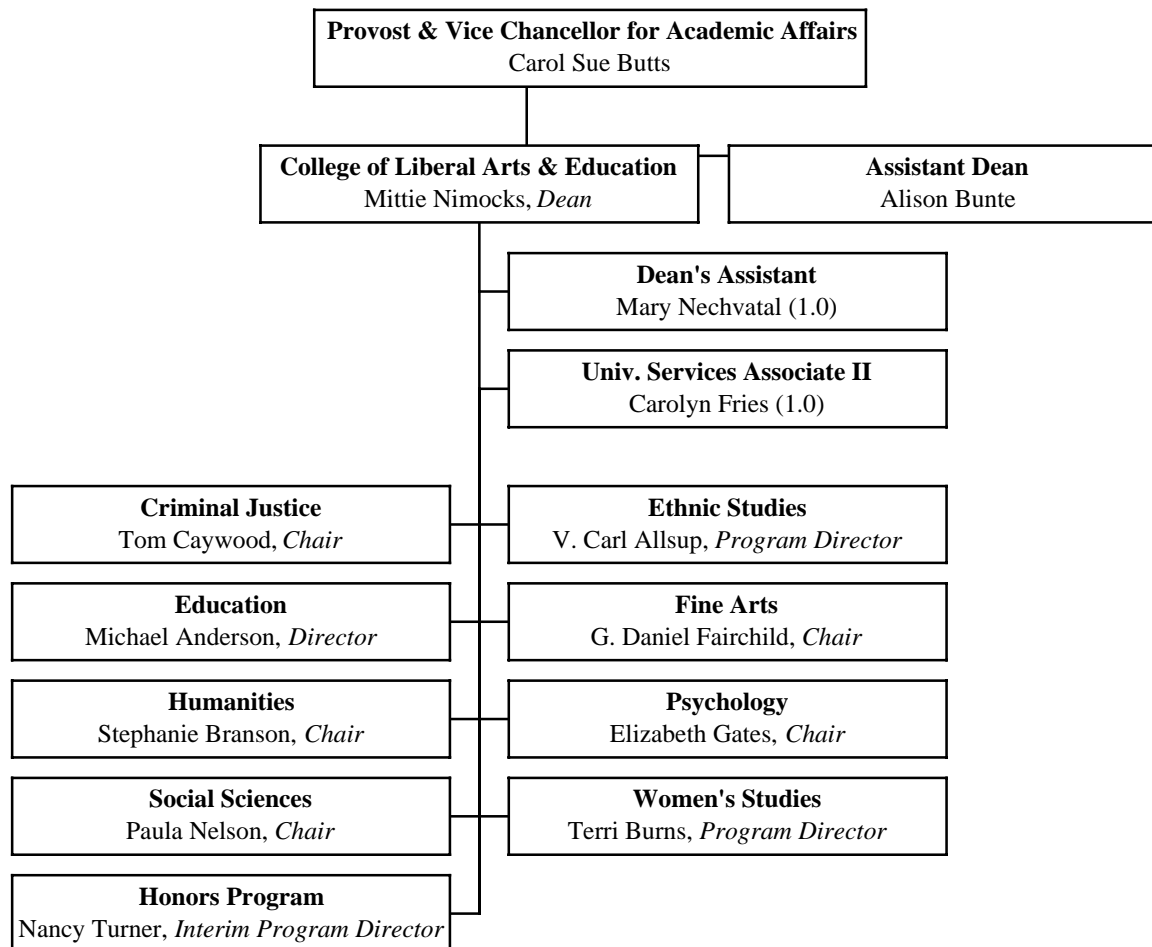 Provost & Vice Chancellor for Academic Affairs
Carol Sue Butts
College of Liberal Arts & Education
Mittie Nimocks, Dean
Assistant Dean
Alison Bunte
Dean's Assistant
Mary Nechvatal (1.0)
Univ. Services Associate II
Carolyn Fries (1.0)
Criminal Justice
Tom Caywood, Chair
Ethnic Studies
V. Carl Allsup, Program Director
Education
Michael Anderson, Director
Fine Arts
G. Daniel Fairchild, Chair
Humanities
Stephanie Branson, Chair
Psychology
Elizabeth Gates, Chair
Social Sciences
Paula Nelson, Chair
Women's Studies
Terri Burns, Program Director
Honors Program
Nancy Turner, Interim Program Director